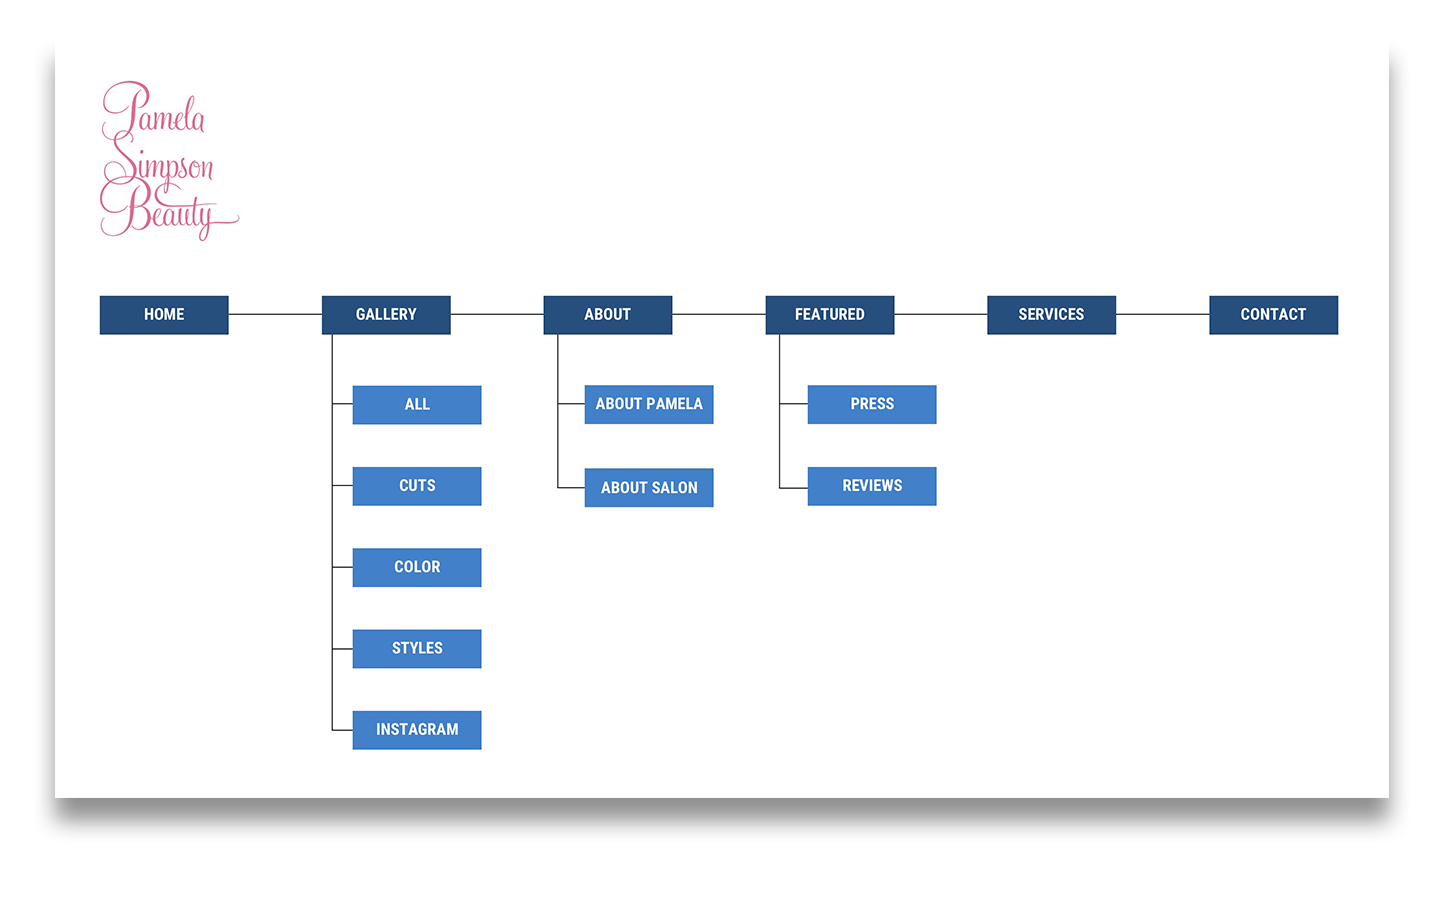 Pamela
Simpson
Beauty
HOME
GALLERY
ABOUT
FEATURED
SERVICES
CONTACT
ALL
CUTS
COLOR
STYLES
INSTAGRAM
ABOUT PAMELA
ABOUT SALON
PRESS
REVIEWS